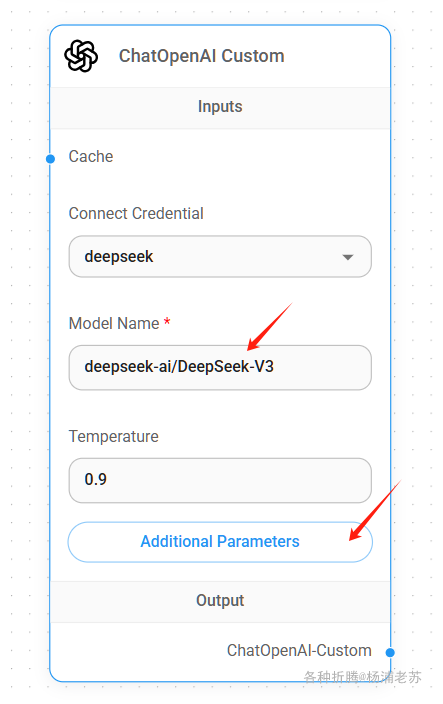 ChatOpenAI Custom
Inputs
Cache
Connect Credential
deepseek
Model Name *
deepseek-ai/DeepSeek-V3
Temperature
0.9
Additional Parameters
Output
ChatOpenAI-Custom
各种折腾@杨浦老苏